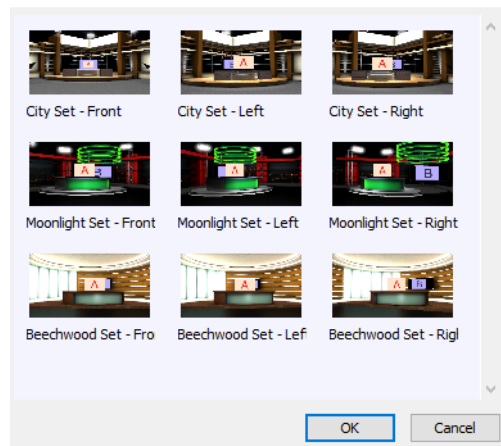 A
B A
A B
City Set - Front
City Set - Left
City Set - Right
A B
A
A B
Moonlight Set - Front
Moonlight Set - Left
Moonlight Set - Right
A
A
A B
Beechwood Set - Fro
Beechwood Set - Lef
Beechwood Set - Rigl
OK
Cancel